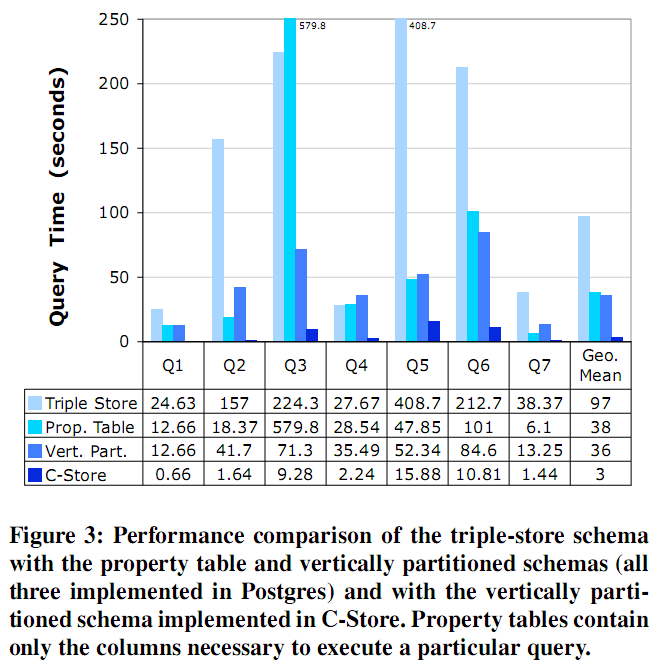 250
579.8
408.7
200
150
100
50
0
Query Time (seconds)
Q1 Q2 Q3 Q4 Q5 Q6 Q7 Geo. Mean
Triple Store 24.63 157 224.3 27.67 408.7 212.7 38.37 97
Prop. Table 12.66 18.37 579.8 28.54 47.85 101 6.1 38
Vert. Part. 12.66 41.7 71.3 35.49 52.34 84.6 13.25 36
C-Store 0.66 1.64 9.28 2.24 15.88 10.81 1.44 3
Figure 3: Performance comparison of the triple-store schema
with the property table and vertically partitioned schemas (all
three implemented in Postgres) and with the vertically parti-
tioned schema implemented in C-Store. Property tables contain
only the columns necessary to execute a particular query.